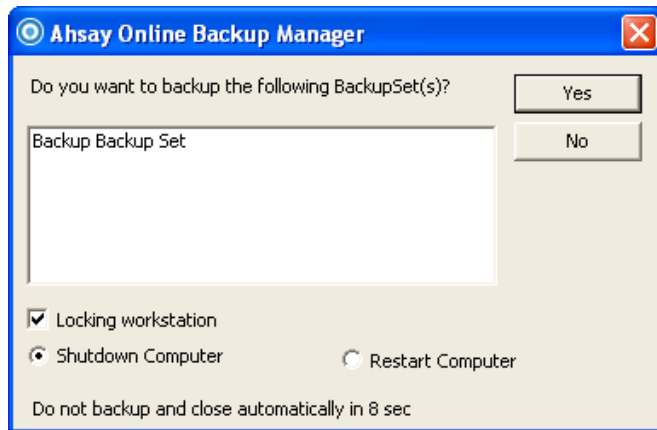 Ahsay Online Backup Manager
Do you want to backup the following BackupSet(s)?
Yes
No
Backup Backup Set
Locking workstation
Shutdown Computer
Restart Computer
Do not backup and close automatically in 8 sec